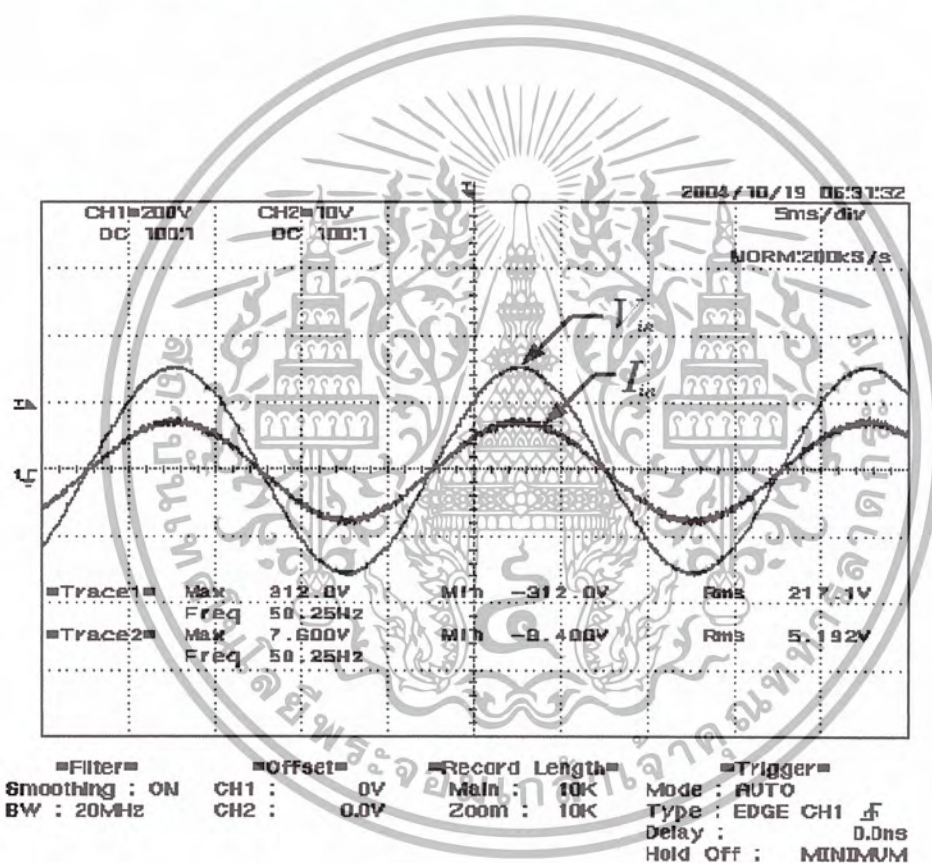 2004/10/19 06:31:32
CH1=200V CH2=10V 5ms/div
DC 100:1 DC 100:1
NORM:200kS/s
V_in
I_in
=Trace1= Max 312.0V Min -312.0V Rms 217.1V
Freq 50.25Hz
=Trace2= Max 7.600V Min -8.400V Rms 5.192V
Freq 50.25Hz
=Filter= =Offset= =Record Length= =Trigger=
Smoothing : ON CH1 : 0V Main : 10K Mode : AUTO
BW : 20MHz CH2 : 0.0V Zoom : 10K Type : EDGE CH1
Delay : 0.0ns
Hold Off : MINIMUM